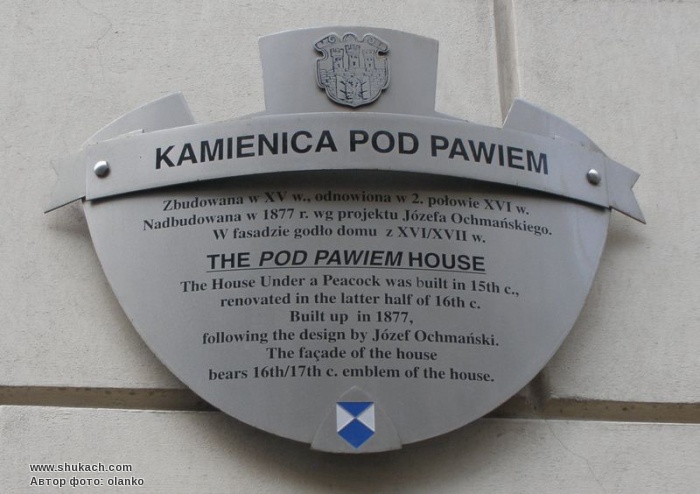 KAMIENICA POD PAWIEM
Zbudowana w XV w., odnowiona w 2. połowie XVI w.
Nadbudowana w 1877 r. wg projektu Józefa Ochmańskiego.
W fasadzie godło domu z XVI/XVII w.
THE POD PAWIEM HOUSE
The House Under a Peacock was built in 15th c.,
renovated in the latter half of 16th c.
Built up in 1877,
following the design by Józef Ochmański.
The façade of the house
bears 16th/17th c. emblem of the house.
www.shukach.com
Автор фото: olanko